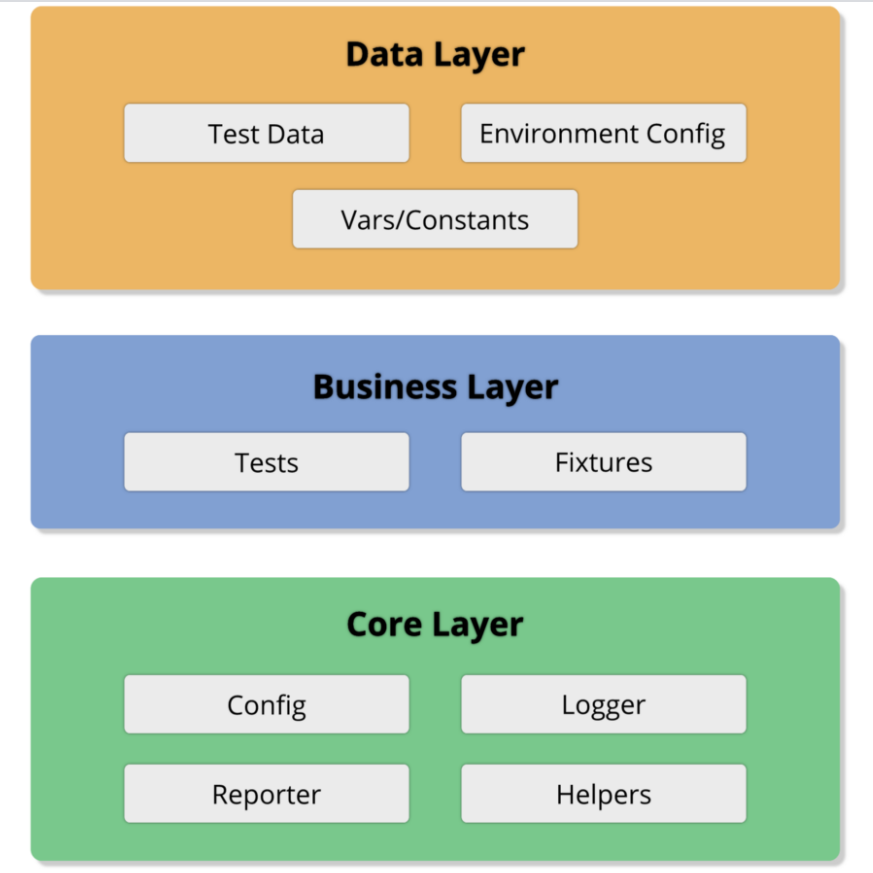 Data Layer
Test Data
Environment Config
Vars/Constants
Business Layer
Tests
Fixtures
Core Layer
Config
Logger
Reporter
Helpers